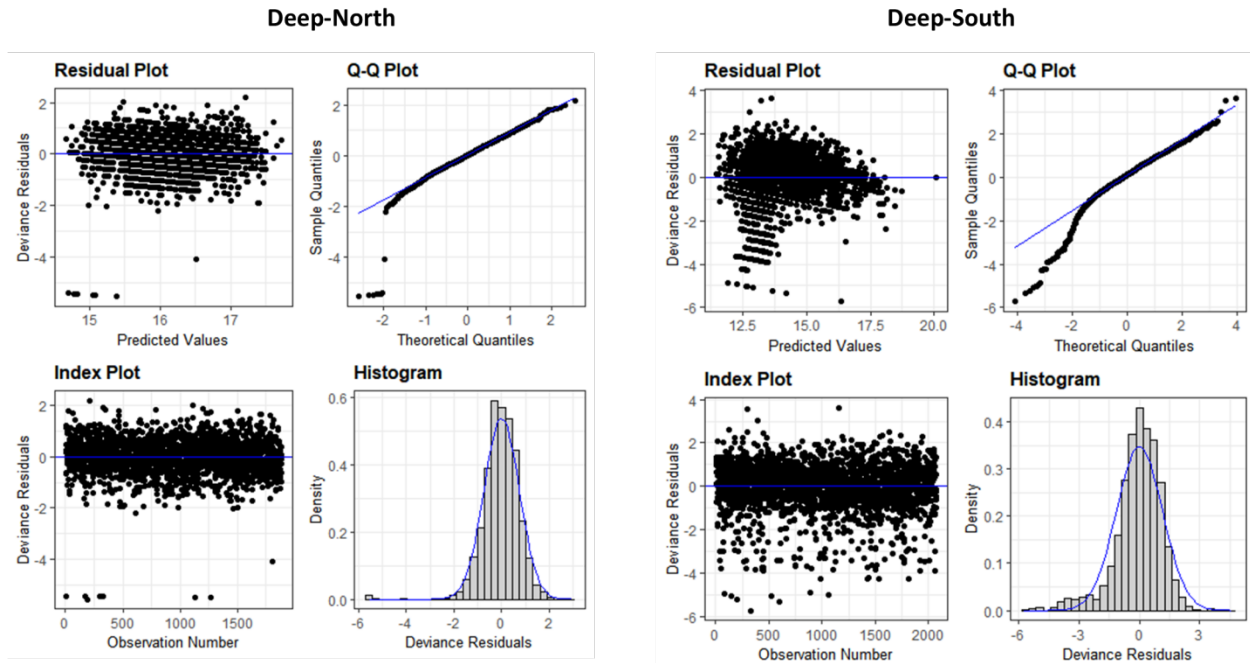 Deep-North
Residual Plot
Deviance Residuals
2
0
-2
-4
15
16
17
Predicted Values
Q-Q Plot
Sample Quantiles
2
0
-2
-4
-2
-1
0
1
2
Theoretical Quantiles
Index Plot
Deviance Residuals
2
0
-2
-4
0
500
1000
1500
Observation Number
Histogram
Density
0.6
0.4
0.2
0.0
-4
-2
0
2
Deviance Residuals
Deep-South
Residual Plot
Deviance Residuals
4
2
0
-2
-4
-6
12.5
15.0
17.5
20.0
Predicted Values
Q-Q Plot
Sample Quantiles
4
2
0
-2
-4
-6
-4
-2
0
2
4
Theoretical Quantiles
Index Plot
Deviance Residuals
4
2
0
-2
-4
-6
0
500
1000
1500
2000
Observation Number
Histogram
Density
0.4
0.3
0.2
0.1
0.0
-6
-3
0
3
Deviance Residuals